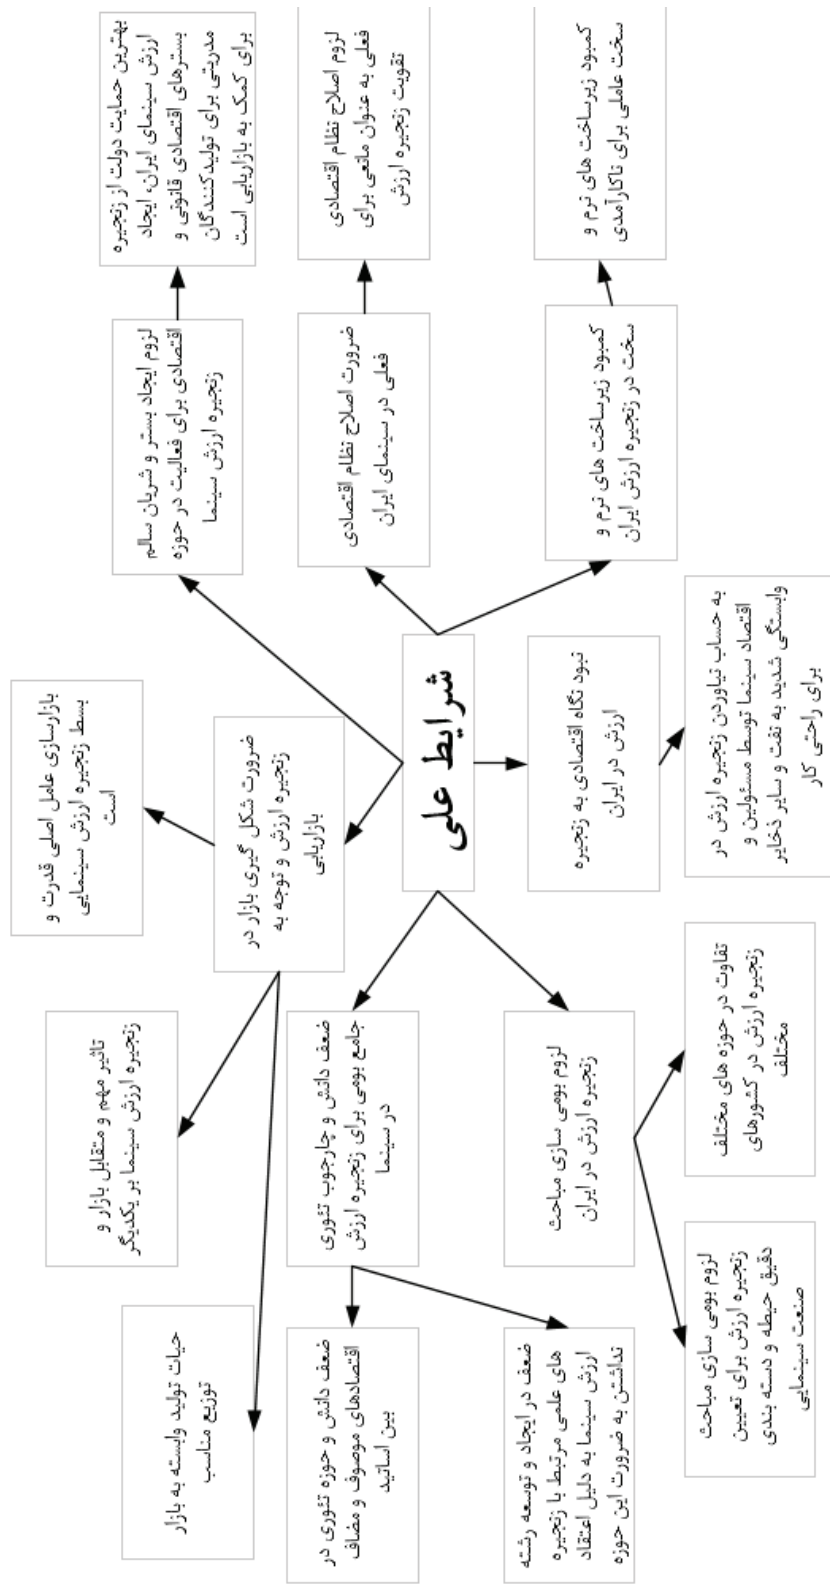 شرایط علی
بهترین حمایت دولت از زنجیره
ارزش سینمای ایران، ایجاد
بسترهای اقتصادی قانونی و
مدریتی برای تولیدکنندگان
برای کمک به بازاریابی است
لزوم ایجاد بستر و شریان سالم
اقتصادی برای فعالیت در حوزه
زنجیره ارزش سینما
لزوم اصلاح نظام اقتصادی
فعلی به عنوان مانعی برای
تقویت زنجیره ارزش
ضرورت اصلاح نظام اقتصادی
فعلی در سینمای ایران
کمبود زیرساخت های نرم و
سخت عاملی برای ناکارآمدی
کمبود زیرساخت های نرم و
سخت در زنجیره ارزش ایران
نبود نگاه اقتصادی به زنجیره
ارزش در ایران
به حساب نیاوردن زنجیره ارزش در
اقتصاد سینما توسط مسئولین و
وابستگی شدید به نفت و سایر ذخایر
برای راحتی کار
ضرورت شکل گیری بازار در
زنجیره ارزش و توجه به
بازاریابی
بازارسازی عامل اصلی قدرت و
بسط زنجیره ارزش سینمایی
است
تاثیر مهم و متقابل بازار و
زنجیره ارزش سینما بر یکدیگر
حیات تولید وابسته به بازار
توزیع مناسب
ضعف دانش و چارچوب تئوری
جامع بومی برای زنجیره ارزش
در سینما
ضعف دانش و حوزه تئوری در
اقتصادهای موصوف و مضاف
بین اساتید
ضعف در ایجاد و توسعه رشته
های علمی مرتبط با زنجیره
ارزش سینما به دلیل اعتقاد
نداشتن به ضرورت این حوزه
لزوم بومی سازی مباحث
زنجیره ارزش در ایران
تفاوت در حوزه های مختلف
زنجیره ارزش در کشورهای
مختلف
لزوم بومی سازی مباحث
زنجیره ارزش برای تعیین
دقیق حیطه و دسته بندی
صنعت سینمایی